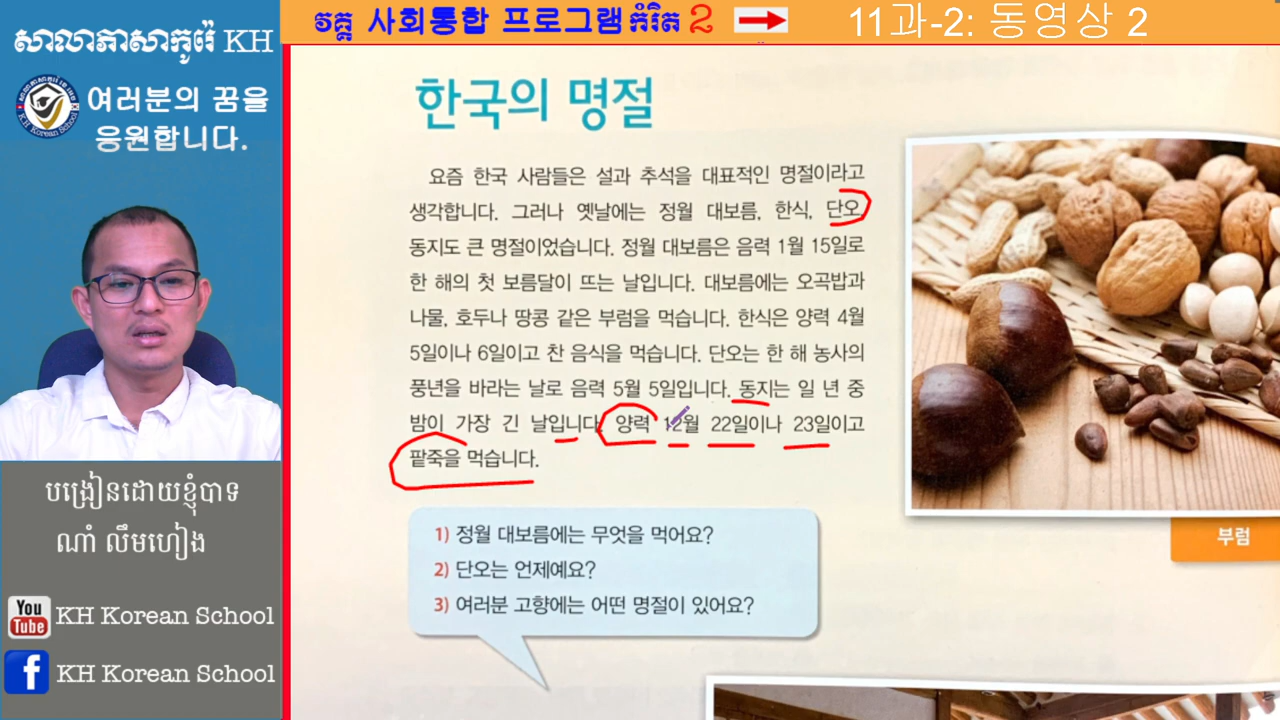 សាលាភាសាកូរ៉េ KH
여러분의 꿈을
응원합니다.
វគ្គ 사회통합 프로그램 កំរិត 2
11과-2: 동영상 2
한국의 명절
요즘 한국 사람들은 설과 추석을 대표적인 명절이라고
생각합니다. 그러나 옛날에는 정월 대보름, 한식, 단오
동지도 큰 명절이었습니다. 정월 대보름은 음력 1월 15일로
한 해의 첫 보름달이 뜨는 날입니다. 대보름에는 오곡밥과
나물, 호두나 땅콩 같은 부럼을 먹습니다. 한식은 양력 4월
5일이나 6일이고 찬 음식을 먹습니다. 단오는 한 해 농사의
풍년을 바라는 날로 음력 5월 5일입니다. 동지는 일 년 중
밤이 가장 긴 날입니다. 양력 12월 22일이나 23일이고
팥죽을 먹습니다.
1) 정월 대보름에는 무엇을 먹어요?
2) 단오는 언제예요?
3) 여러분 고향에는 어떤 명절이 있어요?
부럼
បង្រៀនដោយខ្ញុំបាទ
ណាំ លឹមហៀង
You Tube KH Korean School
f KH Korean School